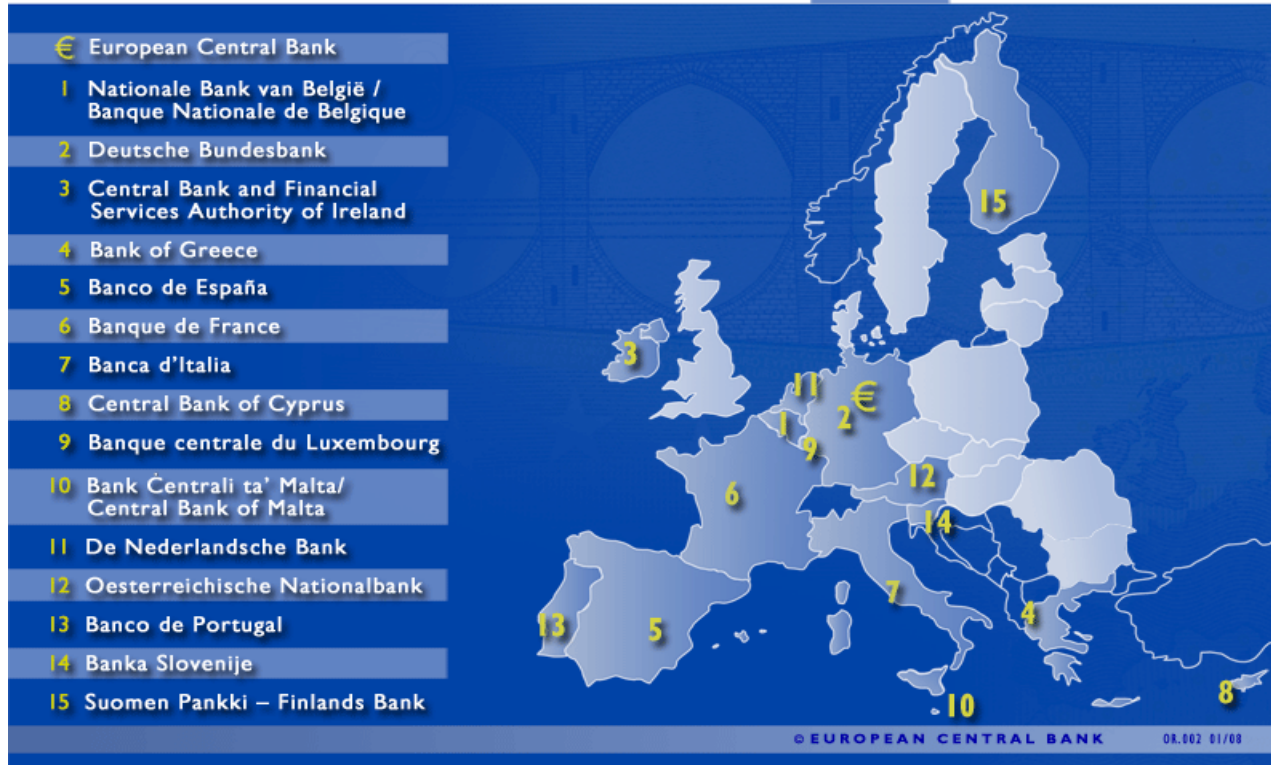 € European Central Bank
1 Nationale Bank van België /
Banque Nationale de Belgique
2 Deutsche Bundesbank
3 Central Bank and Financial
Services Authority of Ireland
4 Bank of Greece
5 Banco de España
6 Banque de France
7 Banca d'Italia
8 Central Bank of Cyprus
9 Banque centrale du Luxembourg
10 Bank Ċentrali ta' Malta/
Central Bank of Malta
11 De Nederlandsche Bank
12 Oesterreichische Nationalbank
13 Banco de Portugal
14 Banka Slovenije
15 Suomen Pankki – Finlands Bank
15
3
11
€
2
1
9
12
6
14
7
13
5
4
8
10
© EUROPEAN CENTRAL BANK OR.002 01/08